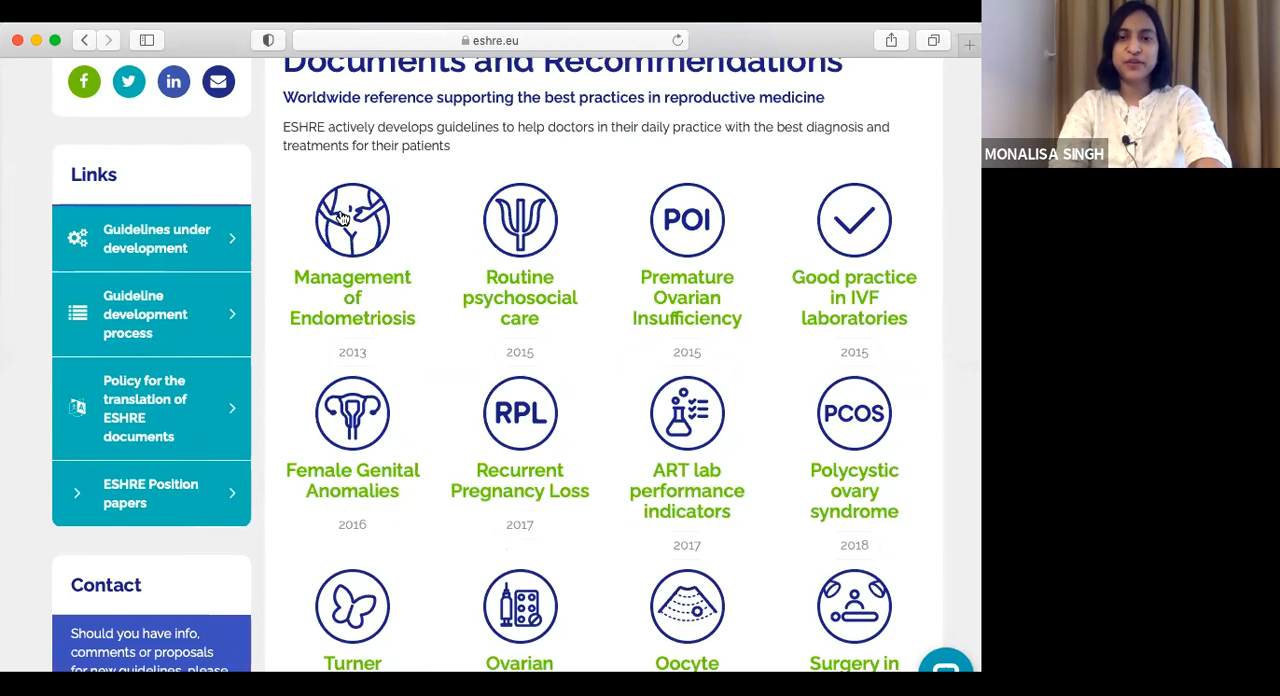 eshre.eu
MONALISA SINGH
f
in
Links
Guidelines under
development
Guideline
development
process
Policy for the
translation of
ESHRE
documents
ESHRE Position
papers
Contact
Should you have info,
comments or proposals
for new guidelines, please
Documents and Recommendations
Worldwide reference supporting the best practices in reproductive medicine
ESHRE actively develops guidelines to help doctors in their daily practice with the best diagnosis and
treatments for their patients
Management
of
Endometriosis
2013
Routine
psychosocial
care
2015
POI
Premature
Ovarian
Insufficiency
2015
Good practice
in IVF
laboratories
2015
Female Genital
Anomalies
2016
RPL
Recurrent
Pregnancy Loss
2017
ART lab
performance
indicators
2017
PCOS
Polycystic
ovary
syndrome
2018
Turner
Ovarian
Oocyte
Surgery in